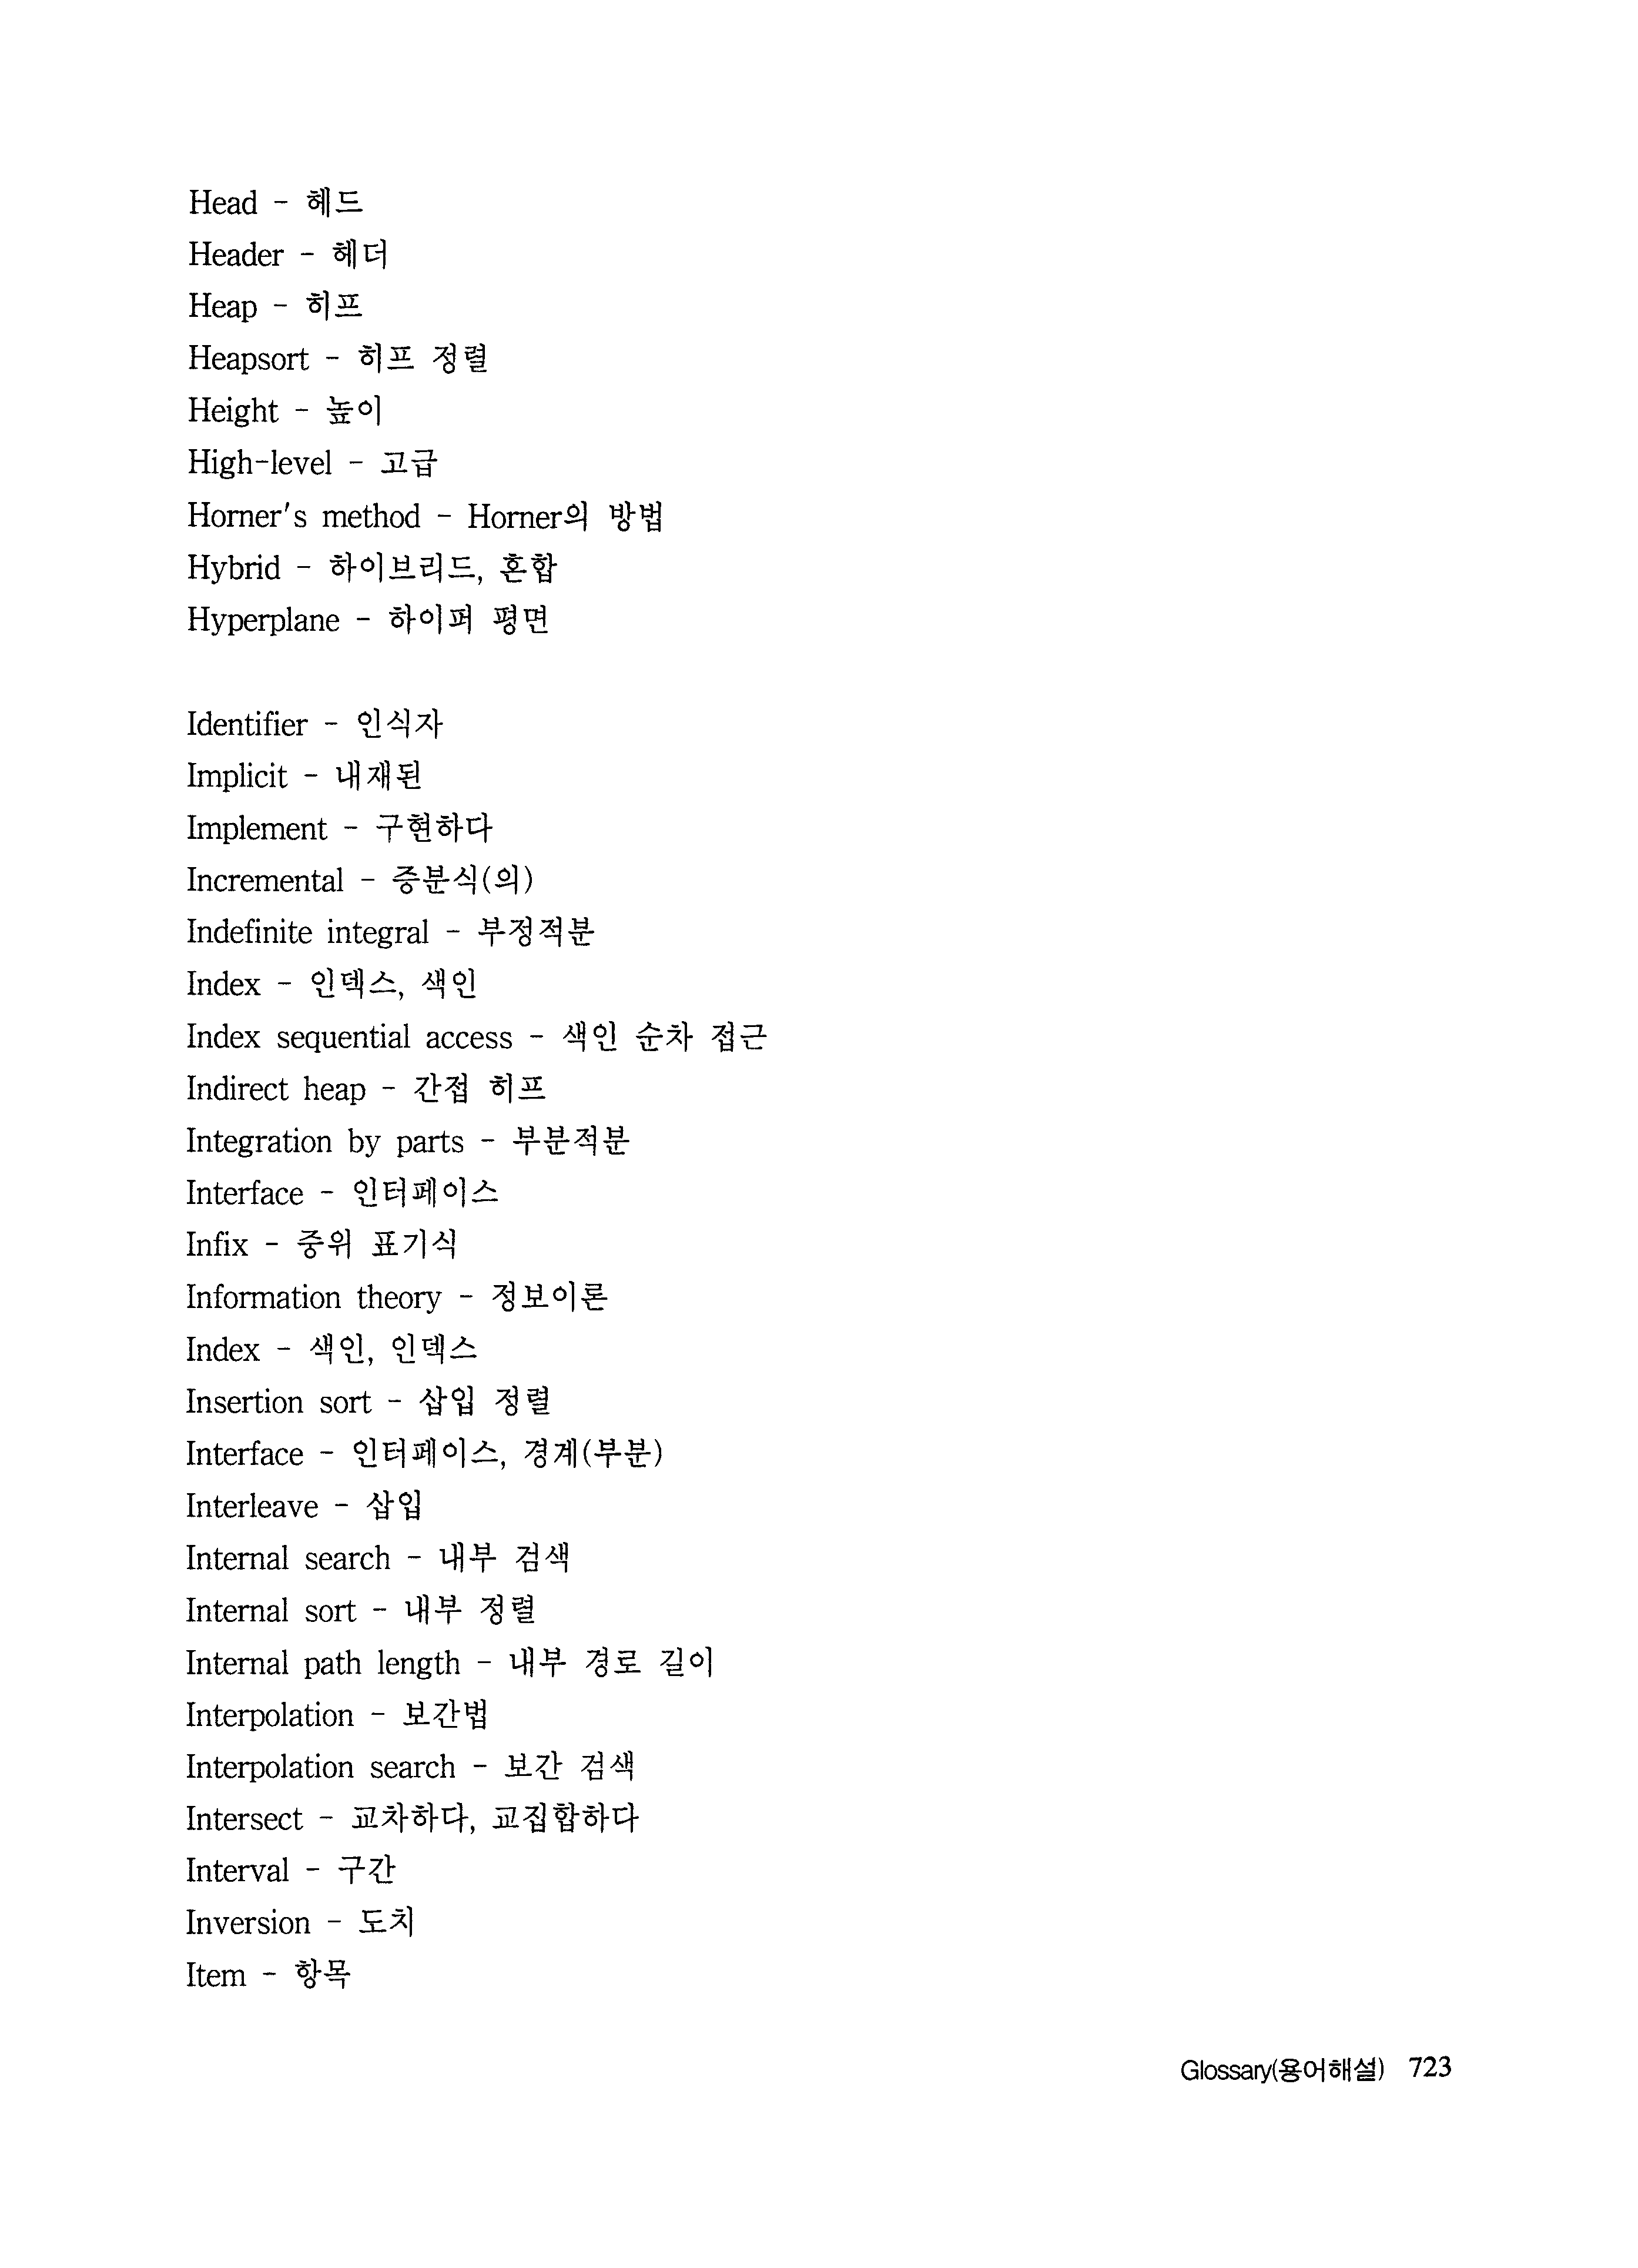 Head - 헤드
Header - 헤더
Heap - 히프
Heapsort - 히프 정렬
Height - 높이
High-level - 고급
Horner's method - Horner의 방법
Hybrid - 하이브리드, 혼합
Hyperplane - 하이퍼 평면
Identifier - 인식자
Implicit - 내재된
Implement - 구현하다
Incremental - 증분식(의)
Indefinite integral - 부정적분
Index - 인덱스, 색인
Index sequential access - 색인 순차 접근
Indirect heap - 간접 히프
Integration by parts - 부분적분
Interface - 인터페이스
Infix - 중위 표기식
Information theory - 정보이론
Index - 색인, 인덱스
Insertion sort - 삽입 정렬
Interface - 인터페이스, 경계(부분)
Interleave - 삽입
Internal search - 내부 검색
Internal sort - 내부 정렬
Internal path length - 내부 경로 길이
Interpolation - 보간법
Interpolation search - 보간 검색
Intersect - 교차하다, 교집합하다
Interval - 구간
Inversion - 도치
Item - 항목
Glossary(용어해설) 723